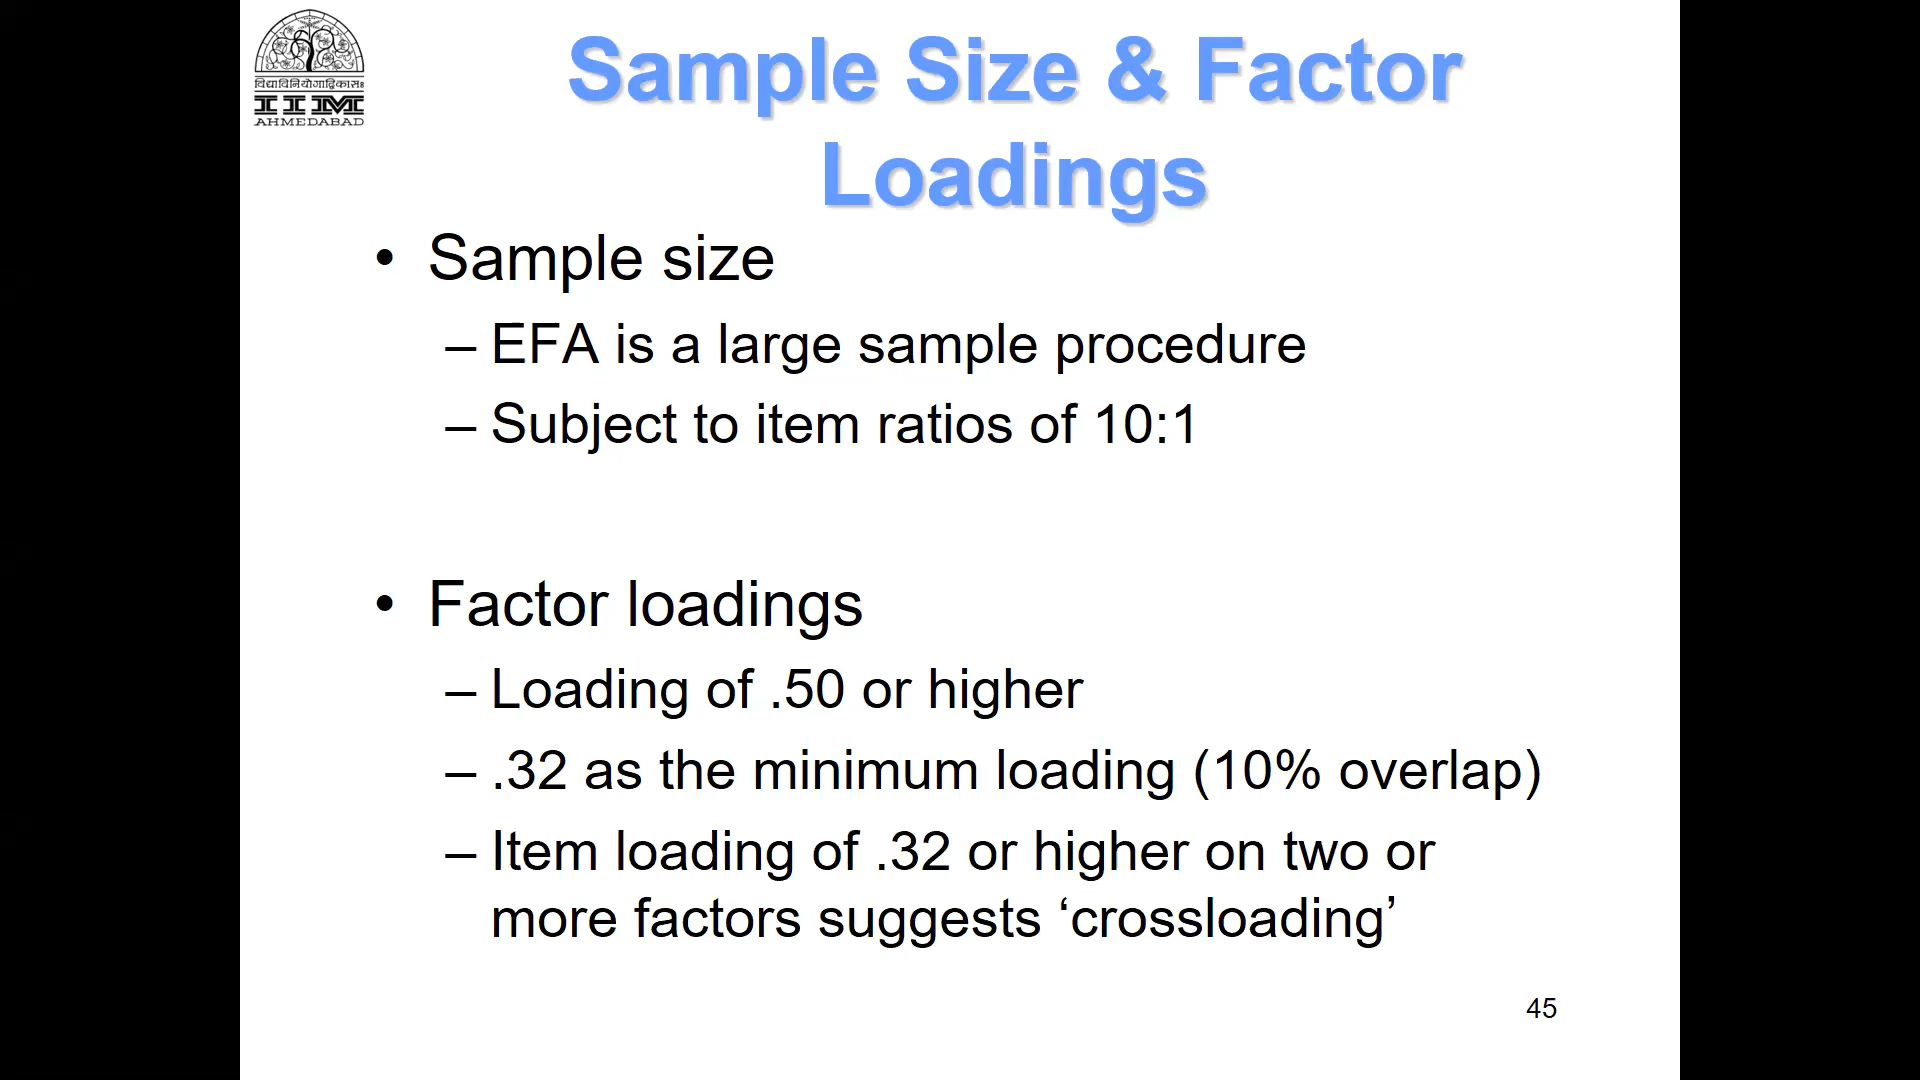 विद्याविनियोगाद्विकासः
IIM
AHMEDABAD
Sample Size & Factor
Loadings
• Sample size
– EFA is a large sample procedure
– Subject to item ratios of 10:1
• Factor loadings
– Loading of .50 or higher
– .32 as the minimum loading (10% overlap)
– Item loading of .32 or higher on two or
more factors suggests ‘crossloading’
45